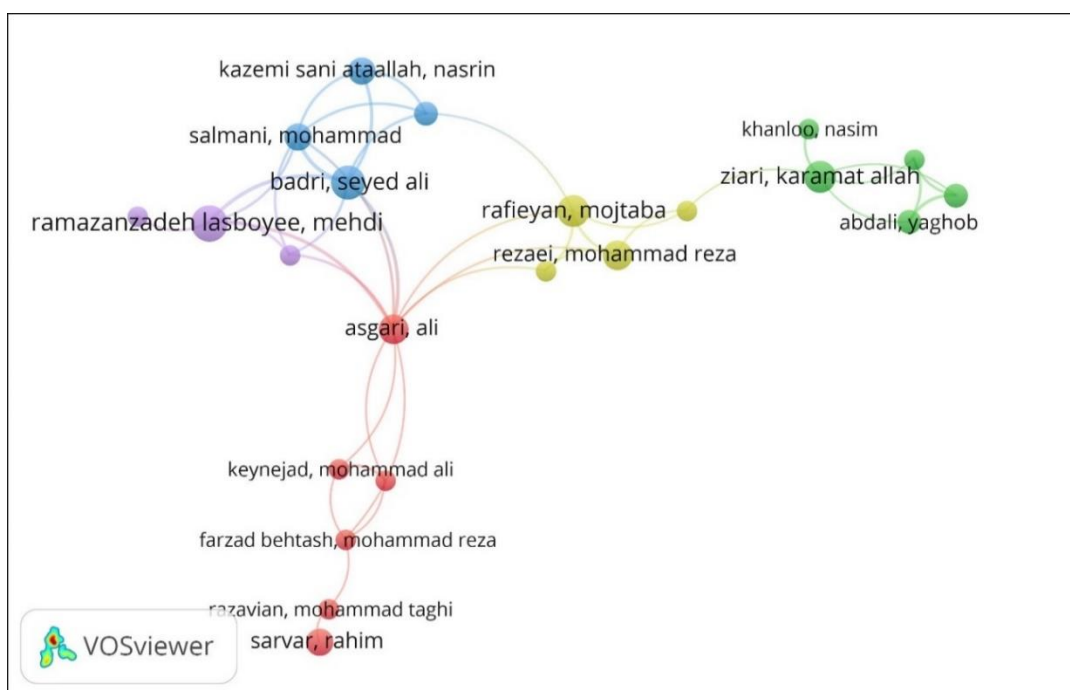 kazemi sani ataallah, nasrin
salmani, mohammad
badri, seyed ali
ramazanzadeh lasboyee, mehdi
khanloo, nasim
ziari, karamat allah
abdali, yaghob
rafieyan, mojtaba
rezaei, mohammad reza
asgari, ali
keynejad, mohammad ali
farzad behtash, mohammad reza
razavian, mohammad taghi
sarvar, rahim
VOSviewer